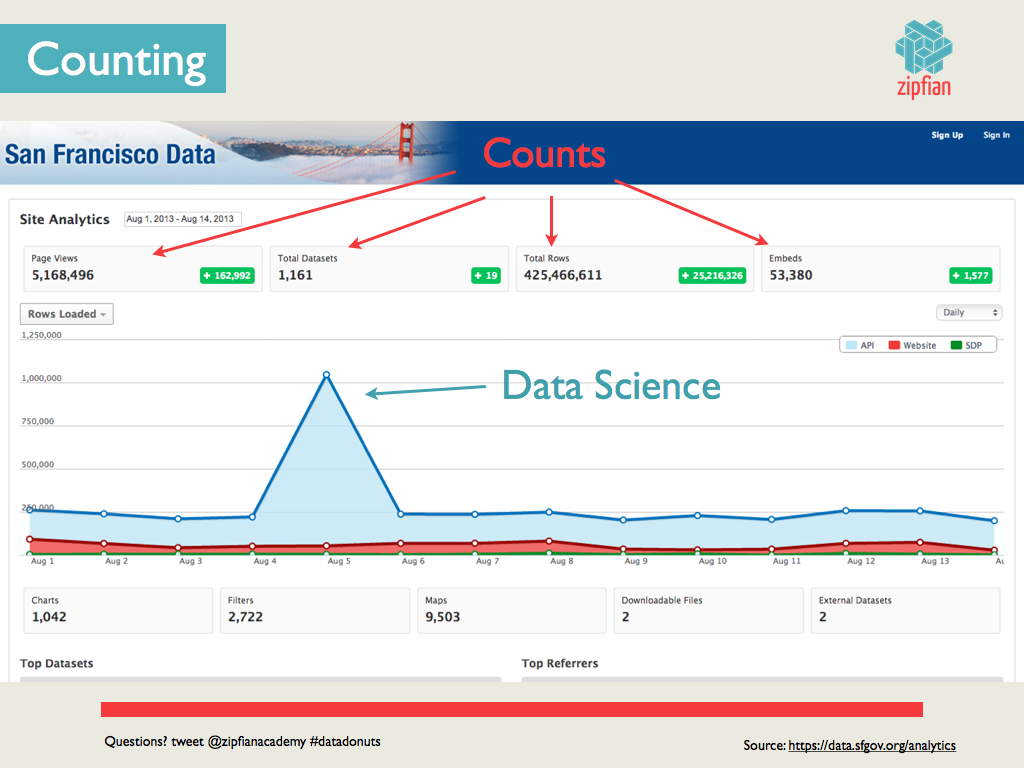 Counting
zipfian
San Francisco Data
Counts
Sign Up Sign In
Site Analytics Aug 1, 2013 - Aug 14, 2013
Page Views
5,168,496 + 162,992
Total Datasets
1,161 + 19
Total Rows
425,466,611 + 25,216,326
Embeds
53,380 + 1,577
Rows Loaded
Daily
API Website SDP
1,250,000
1,000,000
Data Science
750,000
500,000
250,000
Aug 1 Aug 2 Aug 3 Aug 4 Aug 5 Aug 6 Aug 7 Aug 8 Aug 9 Aug 10 Aug 11 Aug 12 Aug 13 Au
Charts
1,042
Filters
2,722
Maps
9,503
Downloadable Files
2
External Datasets
2
Top Datasets
Top Referrers
Questions? tweet @zipfianacademy #datadonuts
Source: https://data.sfgov.org/analytics